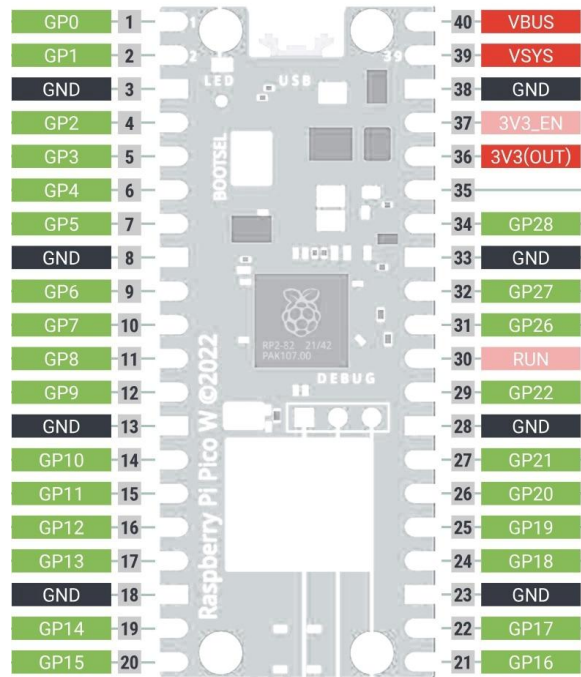 GP0 1 1 40 VBUS
GP1 2 2 39 39 VSYS
LED USB
GND 3 38 GND
GP2 4 37 3V3_EN
GP3 5 36 3V3(OUT)
BOOTSEL
GP4 6 35
GP5 7 34 GP28
GND 8 33 GND
GP6 9 32 GP27
GP7 10 31 GP26
RP2-B2 21/42
PAK107.00
GP8 11 30 RUN
DEBUG
GP9 12 29 GP22
GND 13 28 GND
GP10 14 27 GP21
GP11 15 26 GP20
GP12 16 25 GP19
GP13 17 24 GP18
GND 18 23 GND
GP14 19 22 GP17
GP15 20 21 GP16
Raspberry Pi Pico W ©2022